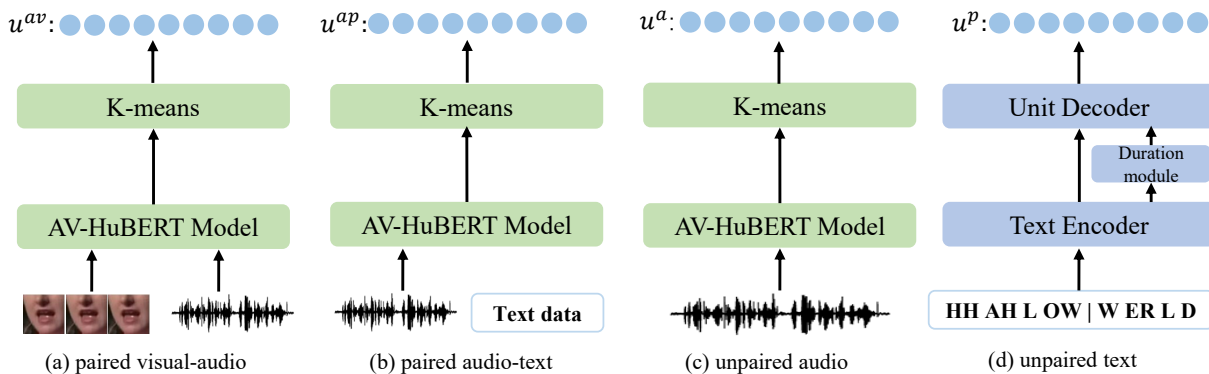 u^{av}:
K-means
AV-HuBERT Model
(a) paired visual-audio
u^{ap}:
K-means
AV-HuBERT Model
Text data
(b) paired audio-text
u^{a}:
K-means
AV-HuBERT Model
(c) unpaired audio
u^{p}:
Unit Decoder
Duration
module
Text Encoder
HH AH L OW | W ER L D
(d) unpaired text